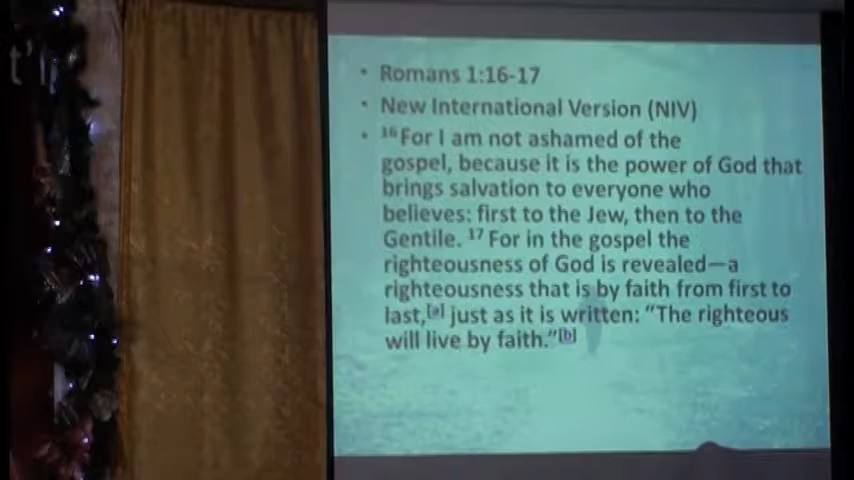 • Romans 1:16-17
• New International Version (NIV)
• 16 For I am not ashamed of the
gospel, because it is the power of God that
brings salvation to everyone who
believes: first to the Jew, then to the
Gentile. 17 For in the gospel the
righteousness of God is revealed—a
righteousness that is by faith from first to
last,[a] just as it is written: “The righteous
will live by faith.”[b]